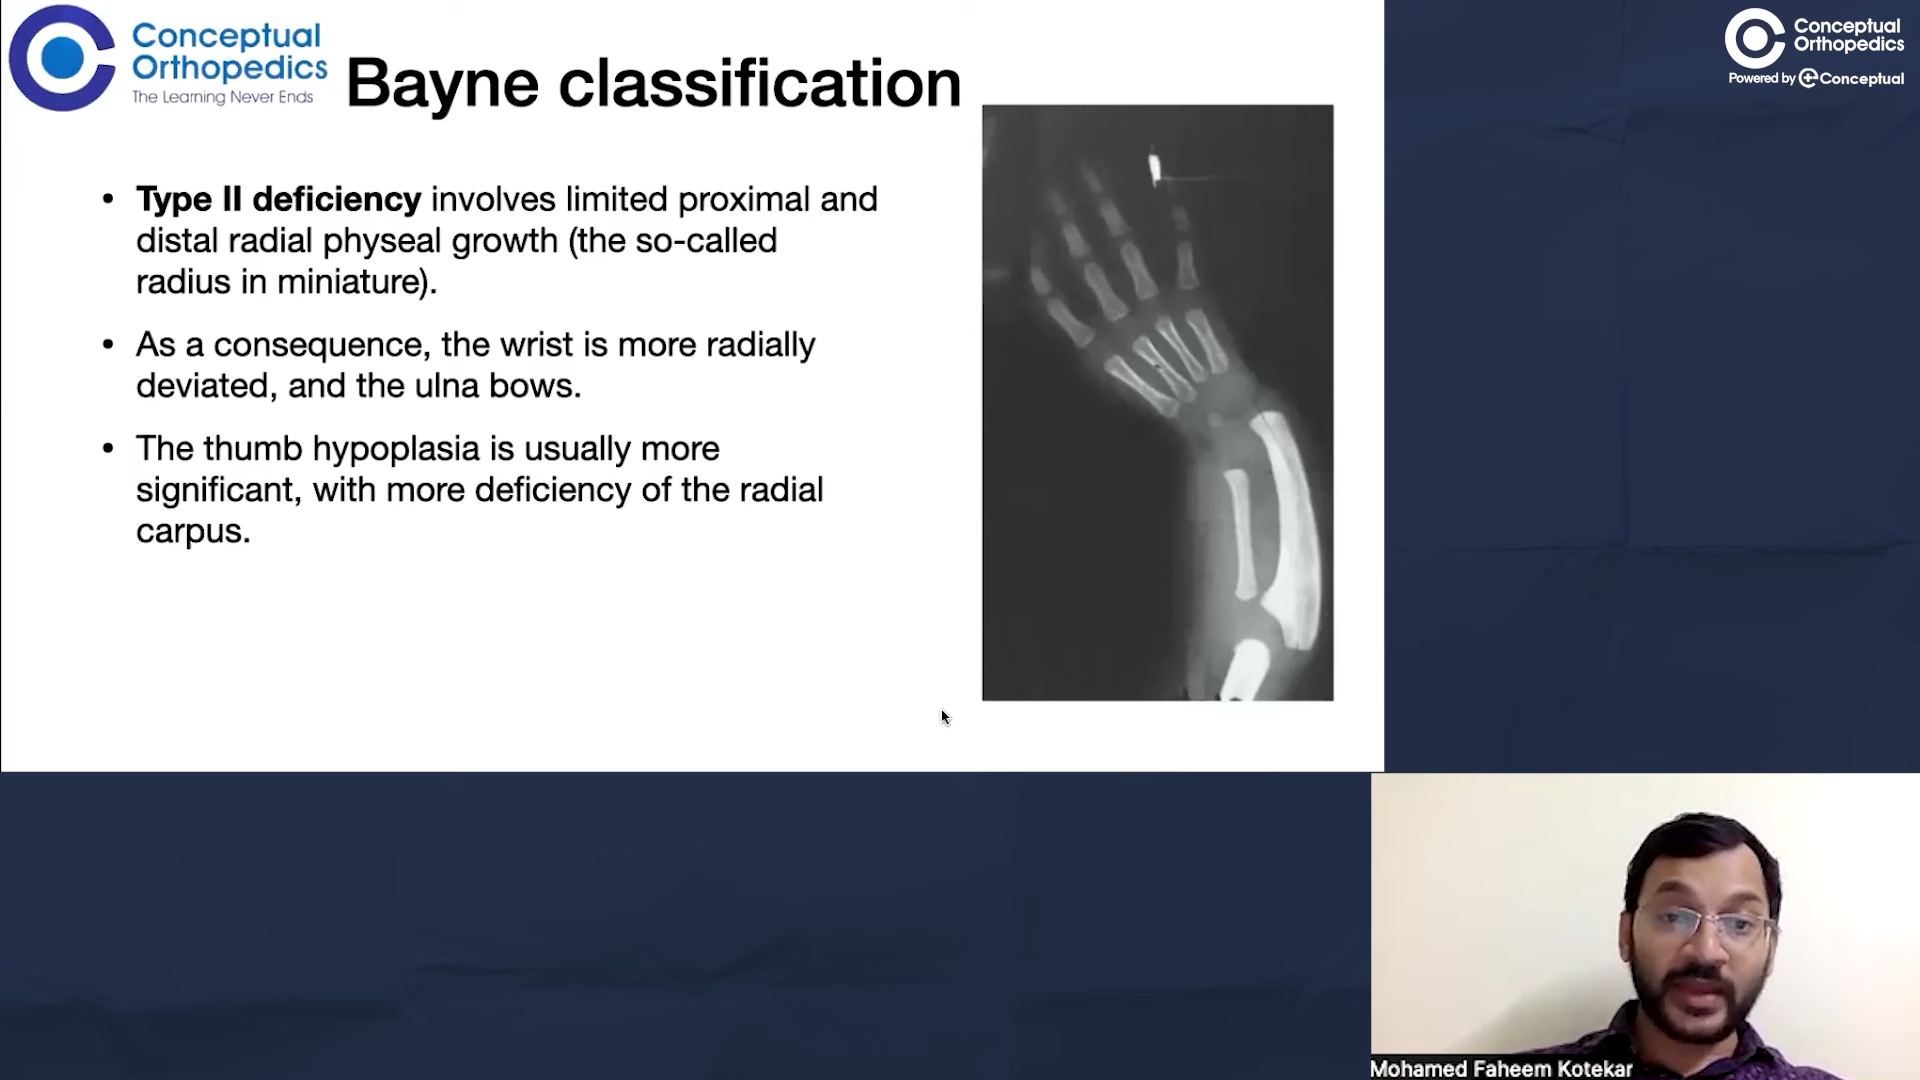 Conceptual
Orthopedics
The Learning Never Ends
Bayne classification
• Type II deficiency involves limited proximal and
distal radial physeal growth (the so-called
radius in miniature).
• As a consequence, the wrist is more radially
deviated, and the ulna bows.
• The thumb hypoplasia is usually more
significant, with more deficiency of the radial
carpus.
Conceptual
Orthopedics
Powered by Conceptual
Mohamed Faheem Kotekar